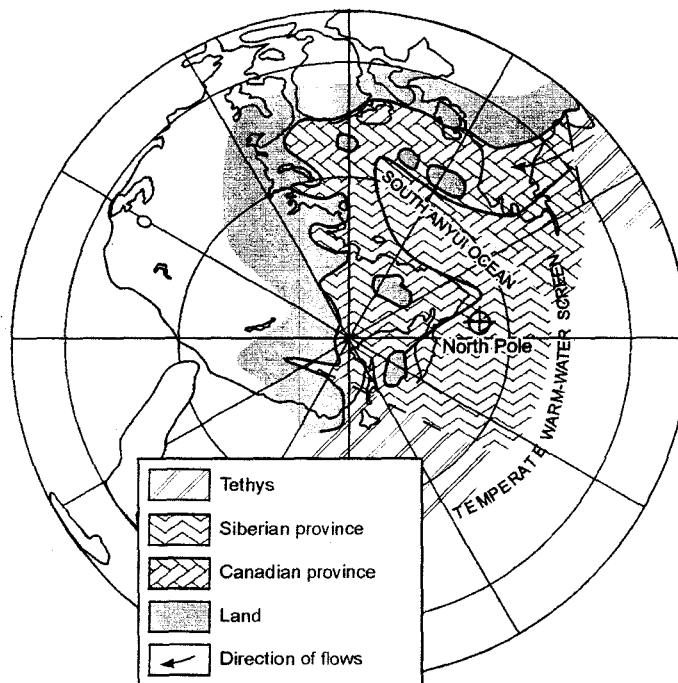 SOUTH ANYUI OCEAN
North Pole
TEMPERATE WARM-WATER SCREEN
Tethys
Siberian province
Canadian province
Land
Direction of flows